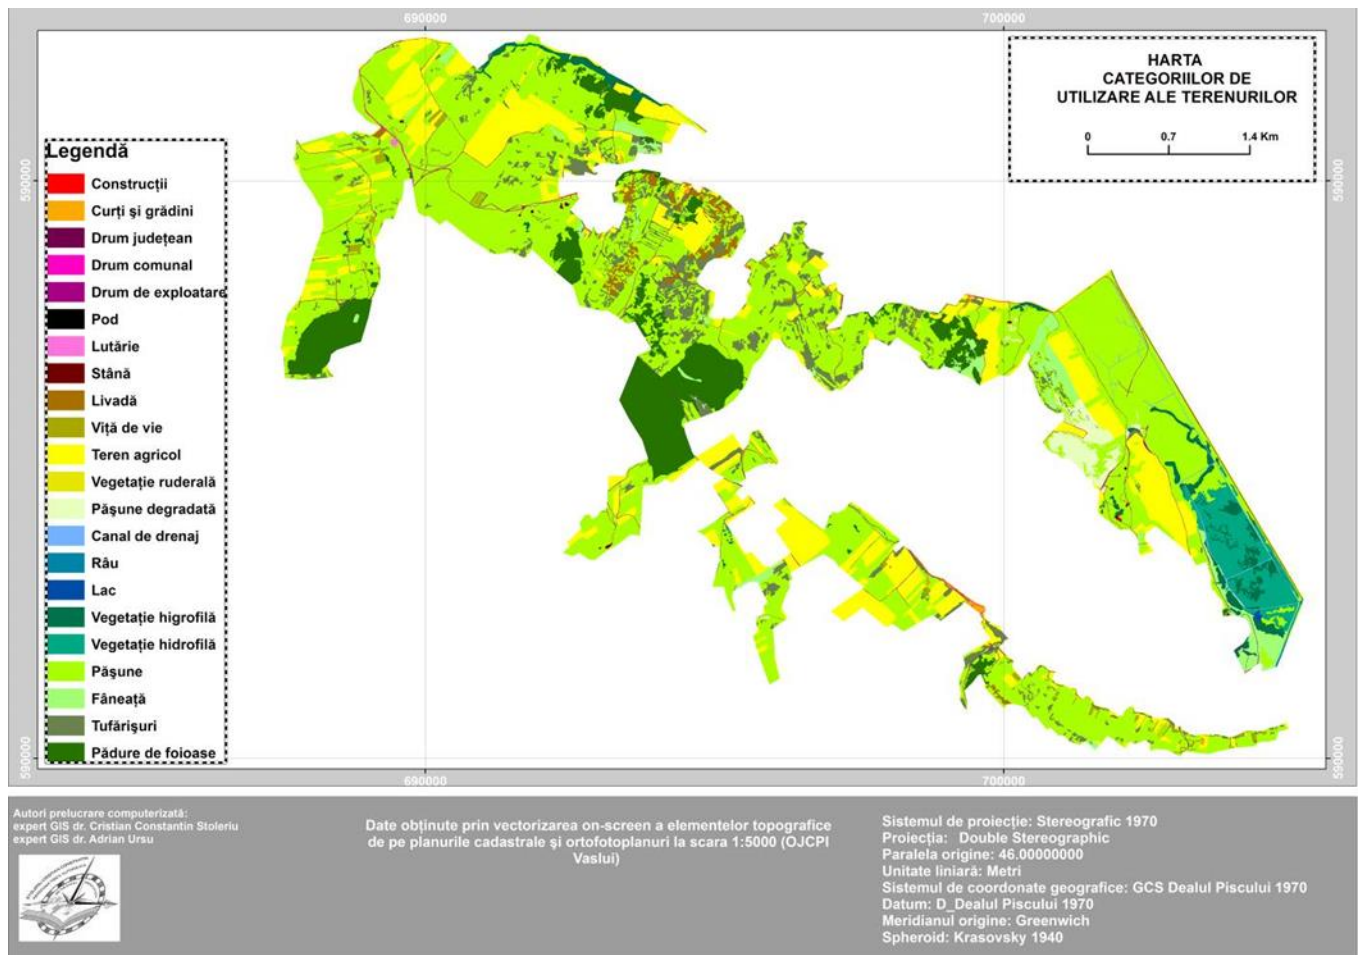 690000
700000
HARTA
CATEGORIILOR DE
UTILIZARE ALE TERENURILOR
0 0.7 1.4 Km
590000
590000
Legendă
Construcții
Curți și grădini
Drum județean
Drum comunal
Drum de exploatare
Pod
Lutărie
Stână
Livadă
Viță de vie
Teren agricol
Vegetație ruderală
Pășune degradată
Canal de drenaj
Râu
Lac
Vegetație higrofilă
Vegetație hidrofilă
Pășune
Fâneață
Tufărișuri
Pădure de foioase
590000
590000
690000
700000
Autori prelucrare computerizată:
expert GIS dr. Cristian Constantin Stoleriu
expert GIS dr. Adrian Ursu
Date obținute prin vectorizarea on-screen a elementelor topografice
de pe planurile cadastrale și ortofotoplanuri la scara 1:5000 (OJCPI
Vaslui)
Sistemul de proiecție: Stereografic 1970
Proiecția: Double Stereographic
Paralela origine: 46.00000000
Unitate liniară: Metri
Sistemul de coordonate geografice: GCS Dealul Piscului 1970
Datum: D_Dealul Piscului 1970
Meridianul origine: Greenwich
Spheroid: Krasovsky 1940